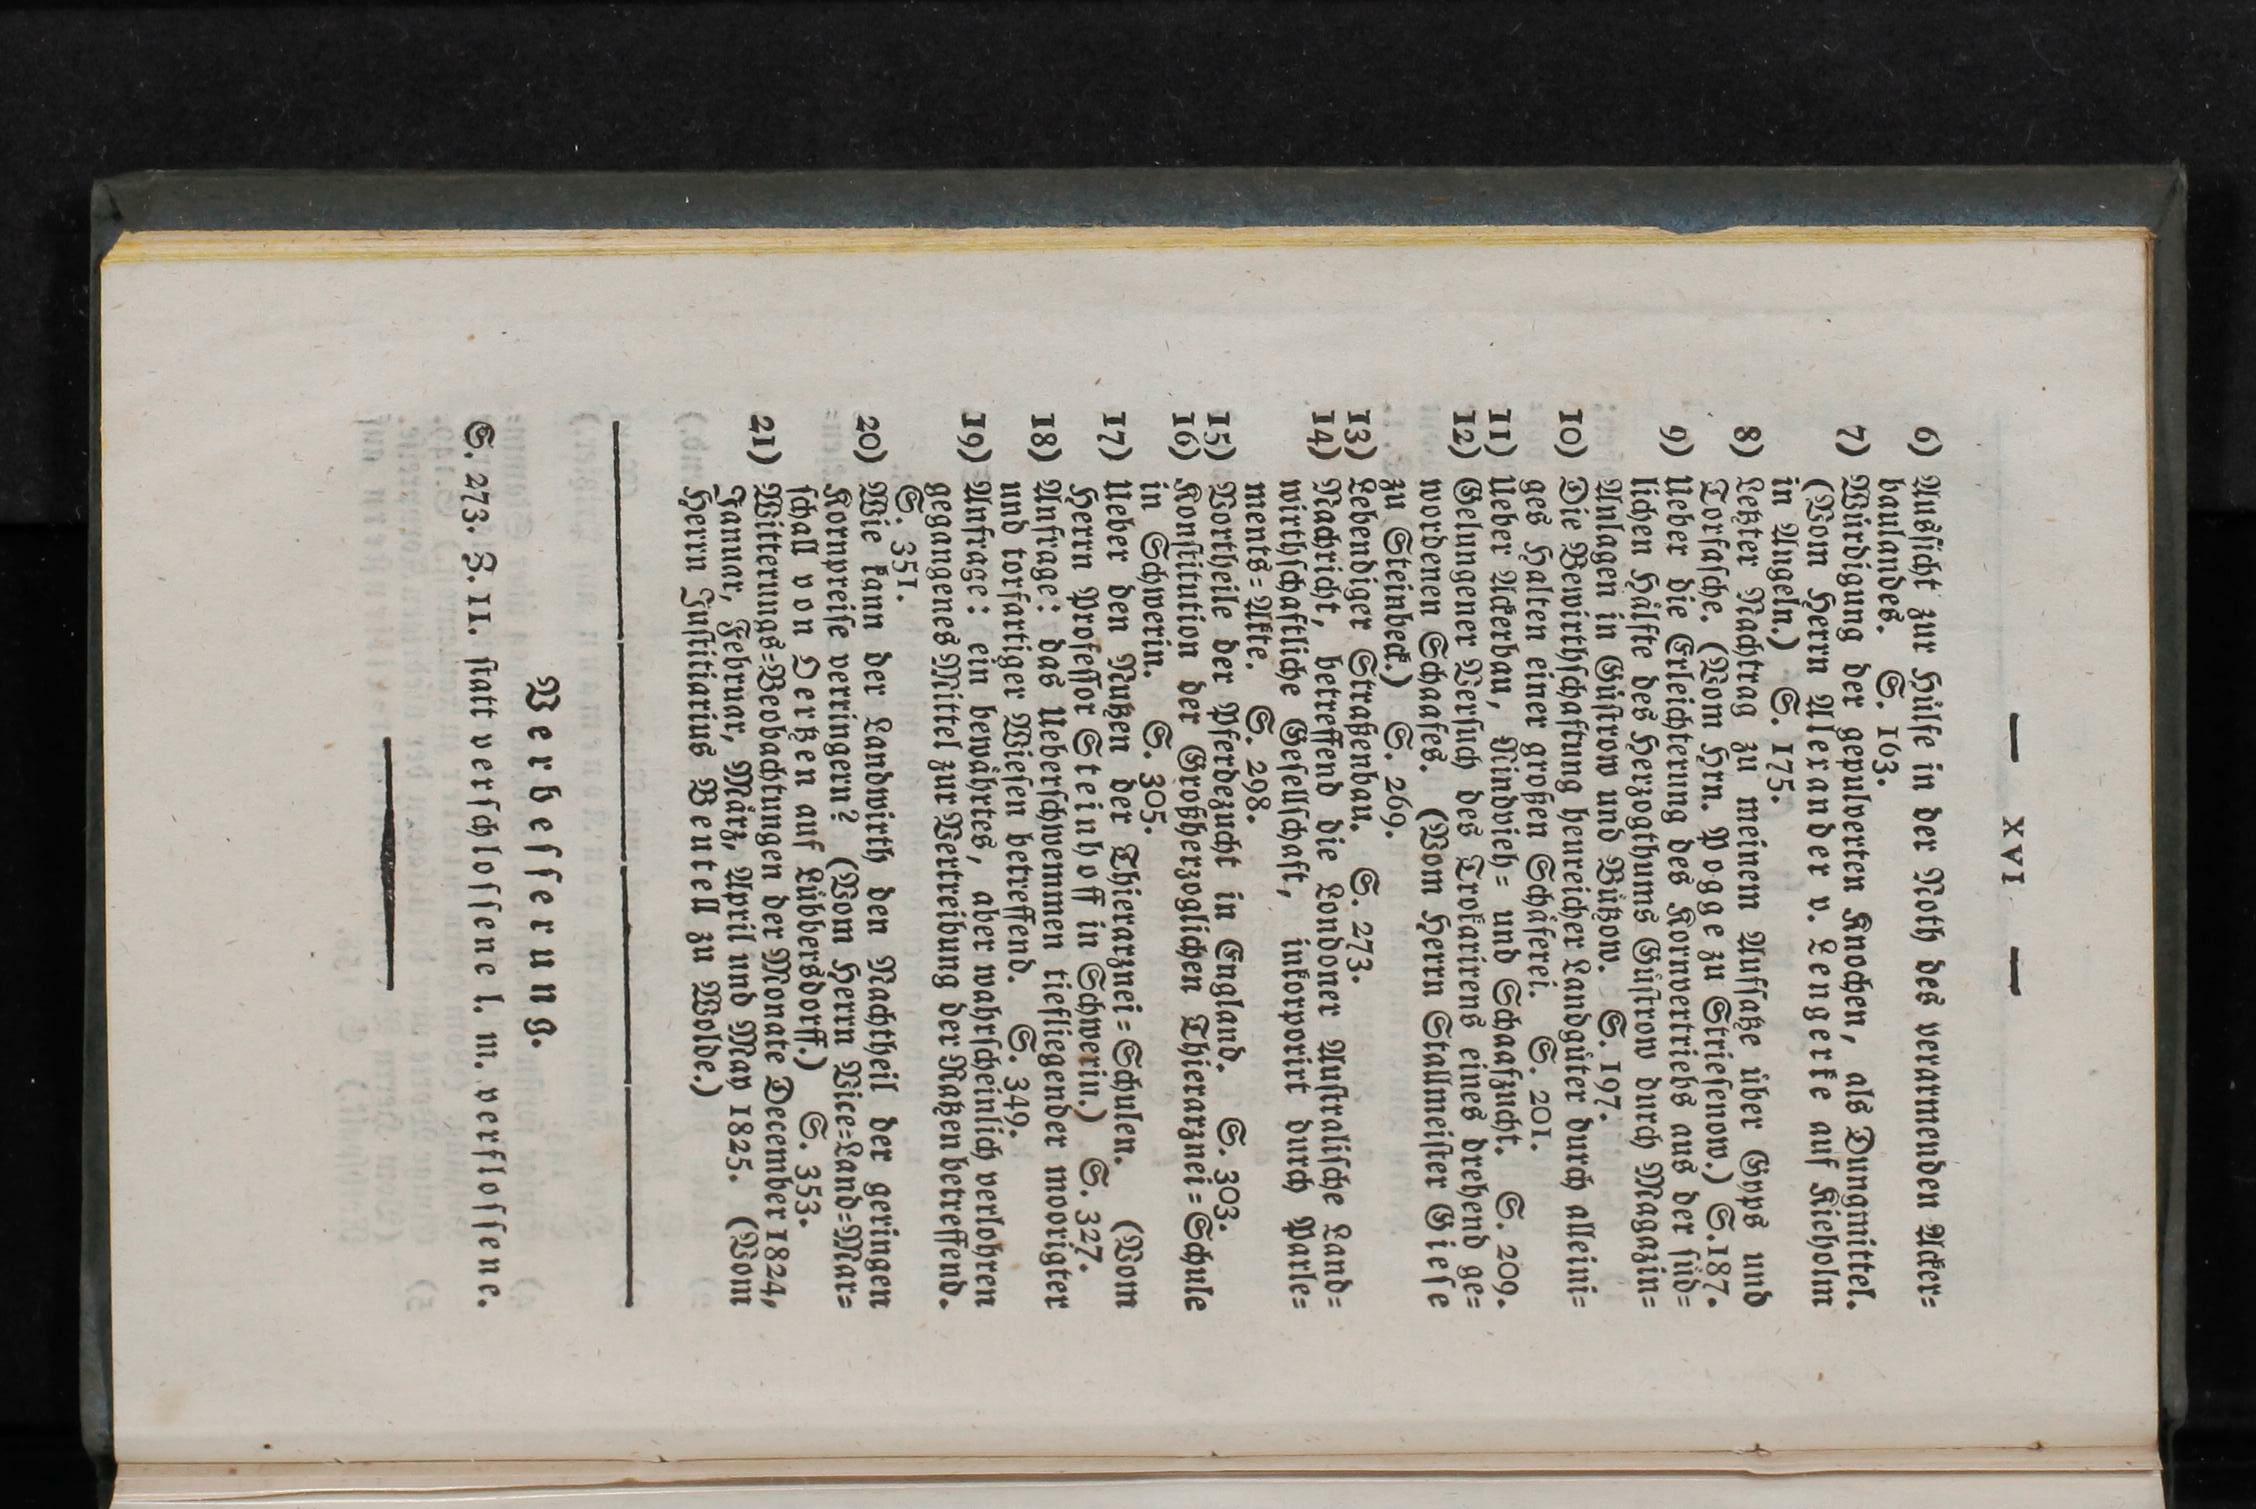 — XVI —
6) Ausſicht zur Hülfe in der Noth des verarmenden Acker=
baulandes. S. 163.
7) Würdigung der gepulverten Knochen, als Dungmittel.
(Vom Herrn Alexander v. Lengerke auf Kieholm
in Angeln.) S. 175.
8) Letzter Nachtrag zu meinem Aufſatze über Gyps und
Torfaſche. (Vom Hrn. Pogge zu Strieſenow.) S. 187.
9) Ueber die Erleichterung des Kornvertriebs aus der ſüd=
lichen Hälfte des Herzogthums Güſtrow durch Magazin=
Anlagen in Güſtrow und Bützow. S. 197.
10) Die Bewirthſchaftung heureicher Landgüter durch alleini=
ges Halten einer großen Schäferei. S. 201.
11) Ueber Ackerbau, Rindvieh= und Schaafzucht. S. 209.
12) Gelungener Verſuch des Trokarirens eines drehend ge=
wordenen Schaafes. (Vom Herrn Stallmeiſter Gieſe
zu Steinbeck.) S. 269.
13) Lebendiger Straßenbau. S. 273.
14) Nachricht, betreffend die Londoner Auſtraliſche Land=
wirthſchaftliche Geſellſchaft, inkorporirt durch Parle=
ments=Akte. S. 298.
15) Vortheile der Pferdezucht in England. S. 303.
16) Konſtitution der Großherzoglichen Thierarznei=Schule
in Schwerin. S. 305.
17) Ueber den Nutzen der Thierarznei=Schulen. (Vom
Herrn Profeſſor Steinhoff in Schwerin.) S. 327.
18) Anfrage: das Ueberſchwemmen tiefliegender moorigter
und torfartiger Wieſen betreffend. S. 349.
19) Anfrage: ein bewährtes, aber wahrſcheinlich verlohren
gegangenes Mittel zur Vertreibung der Ratzen betreffend.
S. 351.
20) Wie kann der Landwirth den Nachtheil der geringen
Kornpreiſe verringern? (Vom Herrn Vice=Land=Mar=
ſchall von Oertzen auf Lübbersdorff.) S. 353.
21) Witterungs=Beobachtungen der Monate December 1824,
Januar, Februar, März, April und May 1825. (Vom
Herrn Juſtitiarius Beutell zu Wolde.)
Verbeſſerung.
S. 273. Z. 11. ſtatt verſchloſſene l. m. verfloſſene.